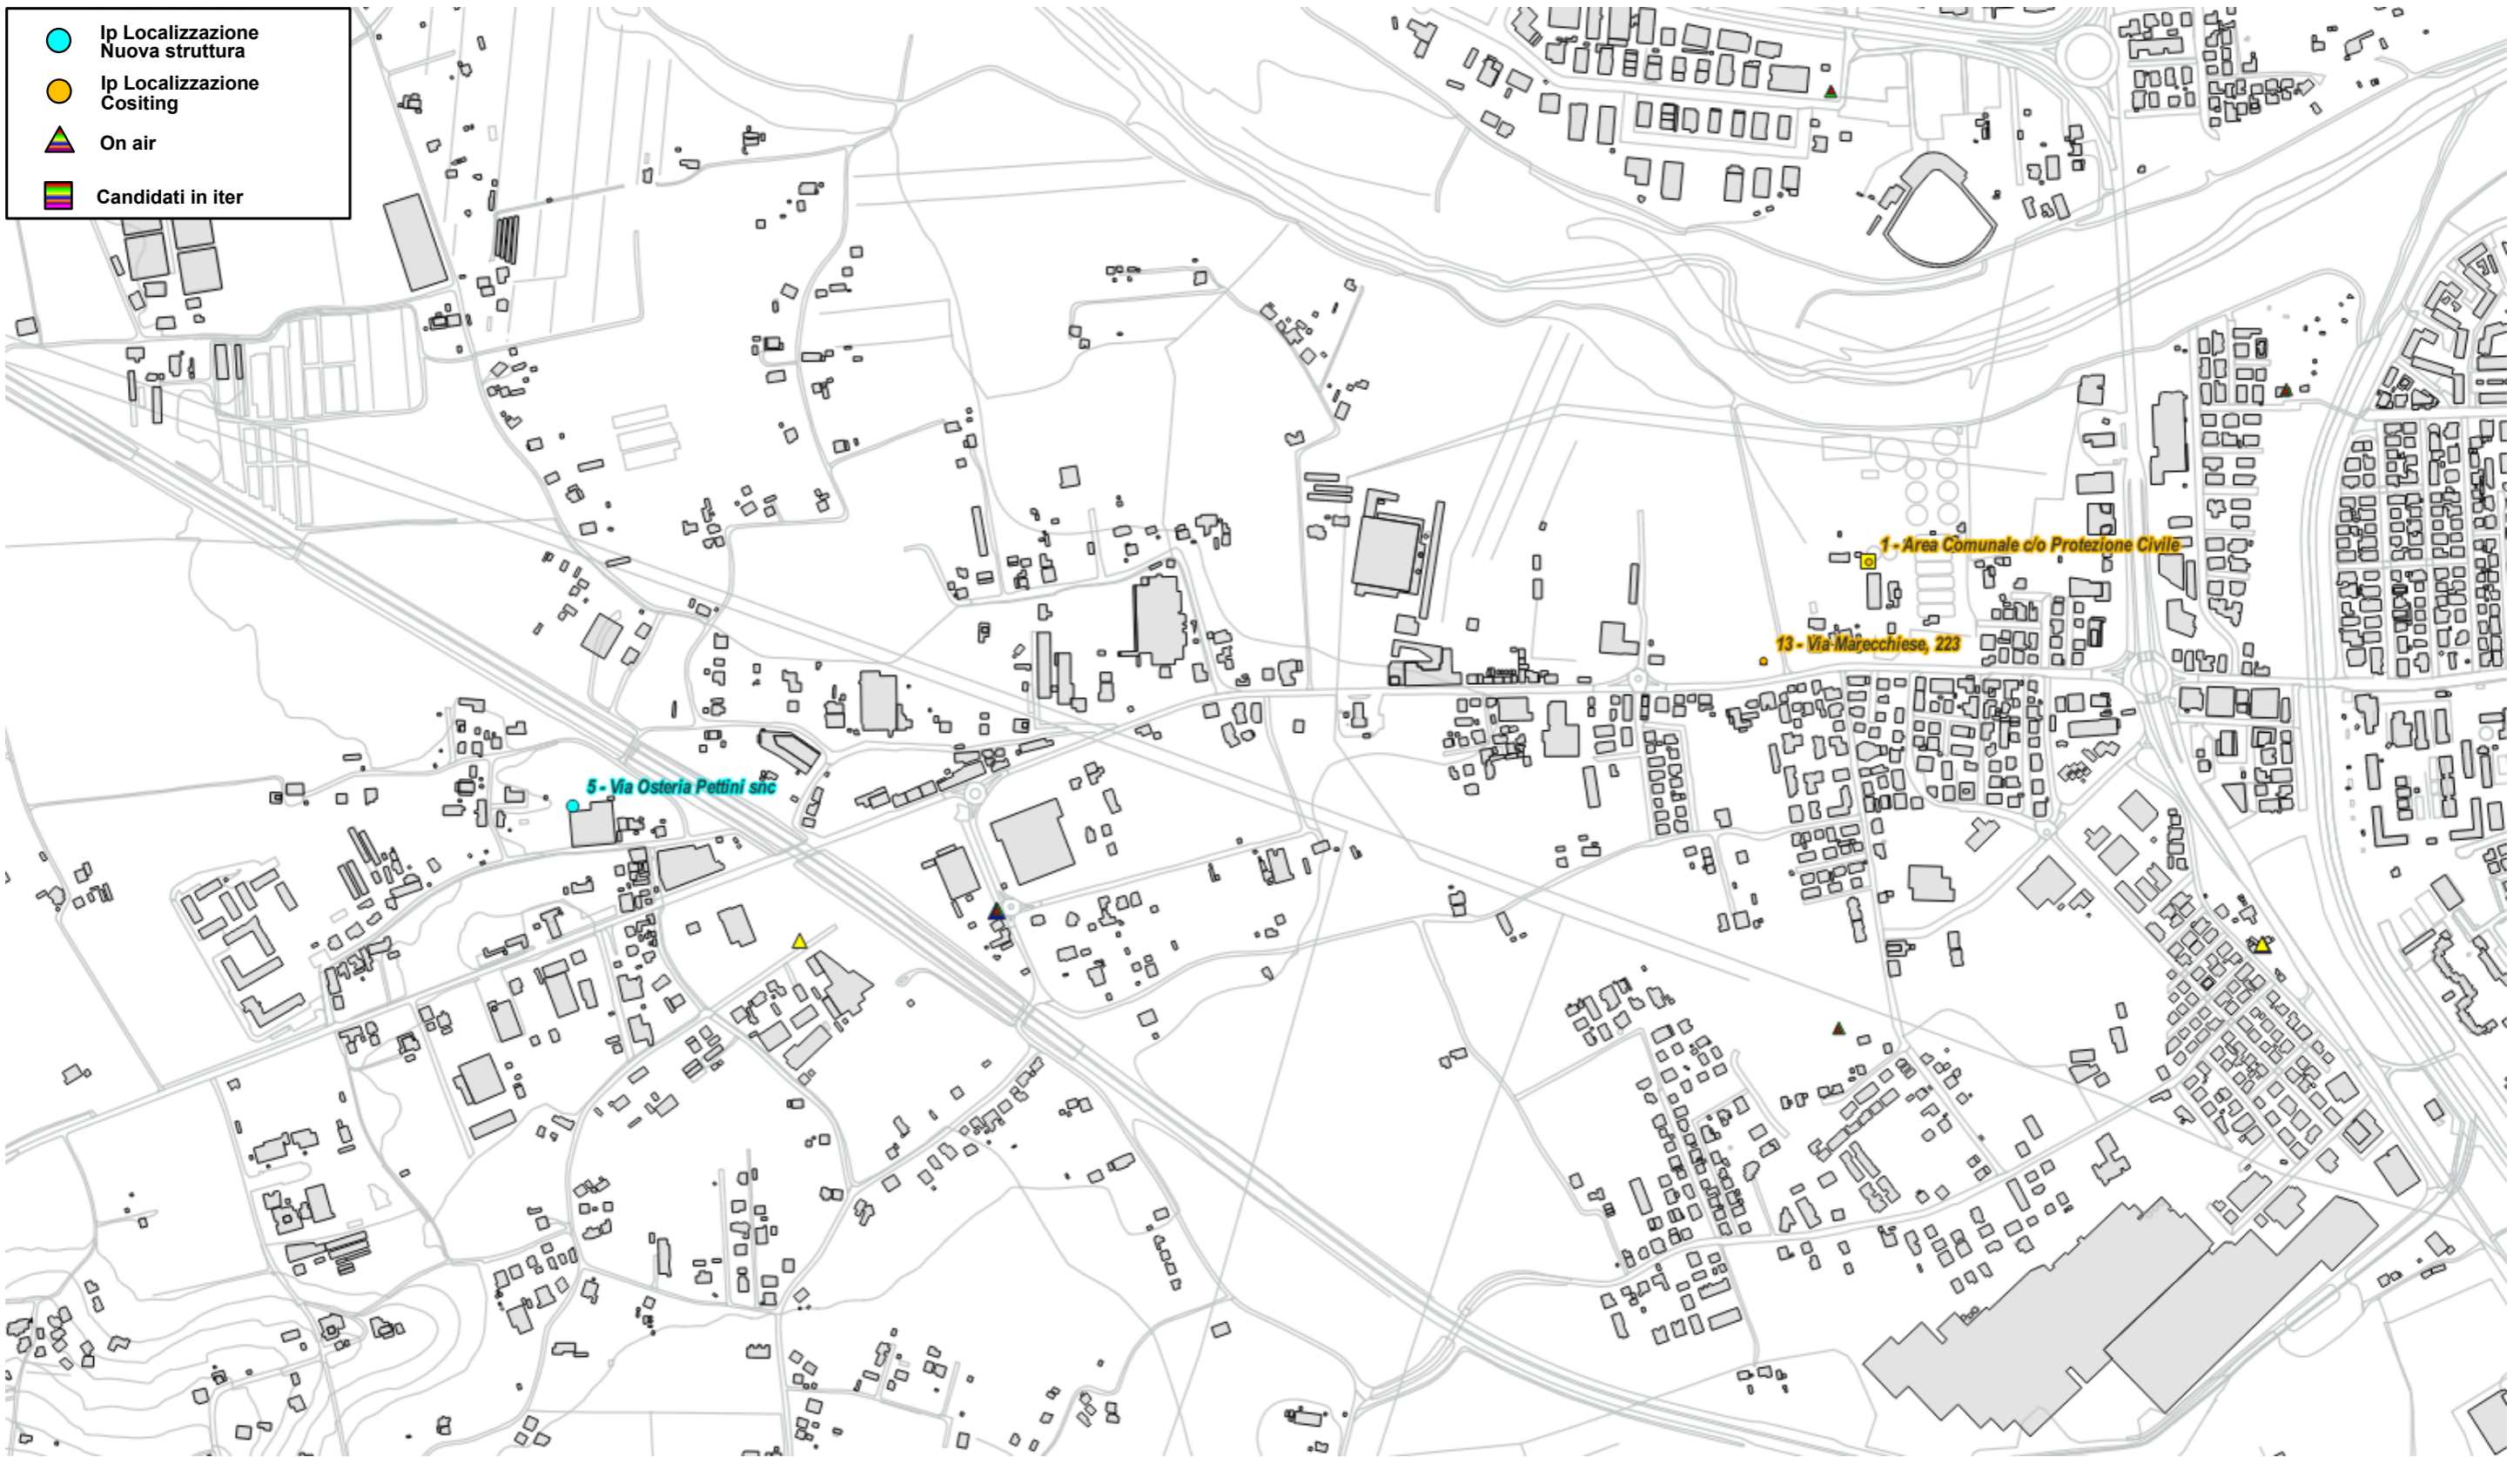 Ip Localizzazione
Nuova struttura
Ip Localizzazione
Cositing
On air
Candidati in iter
1 - Area Comunale c/o Protezione Civile
13 - Via Marecchiese, 223
5 - Via Osteria Pettini snc